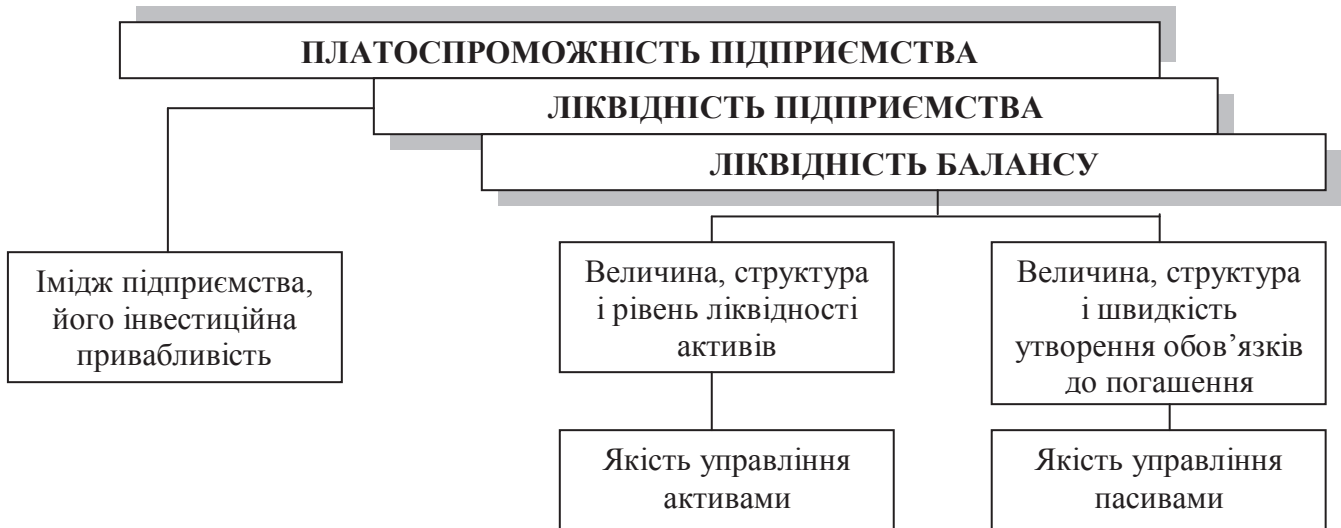 ПЛАТОСПРОМОЖНІСТЬ ПІДПРИЄМСТВА
ЛІКВІДНІСТЬ ПІДПРИЄМСТВА
ЛІКВІДНІСТЬ БАЛАНСУ
Імідж підприємства,
його інвестиційна
привабливість
Величина, структура
і рівень ліквідності
активів
Величина, структура
і швидкість
утворення обов’язків
до погашення
Якість управління
активами
Якість управління
пасивами